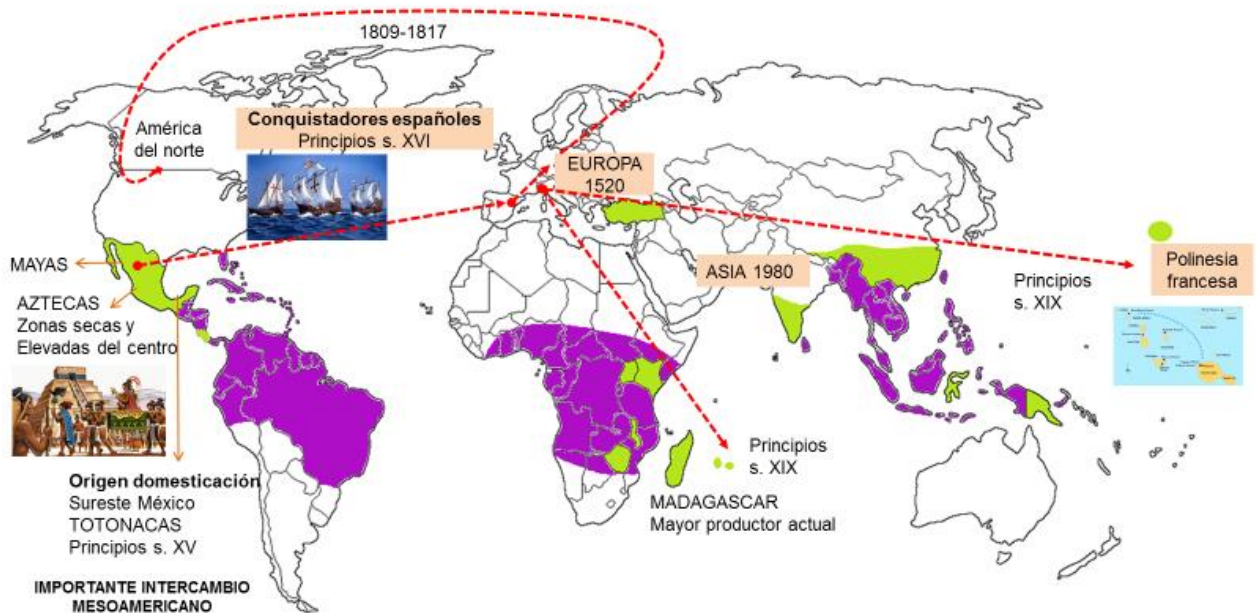 1809-1817
América
del norte
Conquistadores españoles
Principios s. XVI
EUROPA
1520
MAYAS
AZTECAS
Zonas secas y
Elevadas del centro
ASIA 1980
Principios
s. XIX
Polinesia
francesa
Origen domesticación
Sureste México
TOTONACAS
Principios s. XV
Principios
s. XIX
MADAGASCAR
Mayor productor actual
IMPORTANTE INTERCAMBIO
MESOAMERICANO